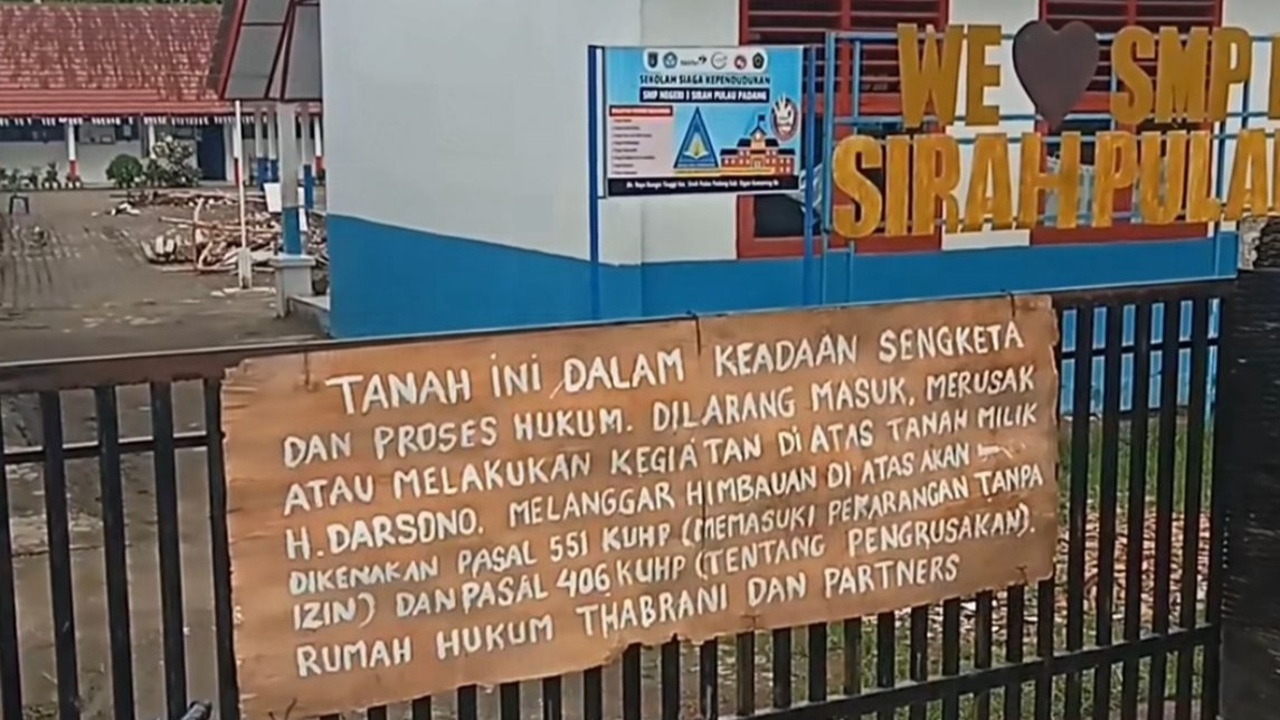 WE SMP
SIRAH PULA
SEKOLAH SIAGA KEPENDUDUKAN
SMP NEGERI 1 SIRAH PULAU PADANG
TANAH INI DALAM KEADAAN SENGKETA
DAN PROSES HUKUM. DILARANG MASUK, MERUSAK
ATAU MELAKUKAN KEGIATAN DI ATAS TANAH MILIK
H. DARSONO. MELANGGAR HIMBAUAN DI ATAS AKAN
DIKENAKAN PASAL 551 KUHP (MEMASUKI PEKARANGAN TANPA
IZIN) DAN PASAL 406 KUHP (TENTANG PENGRUSAKAN).
RUMAH HUKUM THABRANI DAN PARTNERS